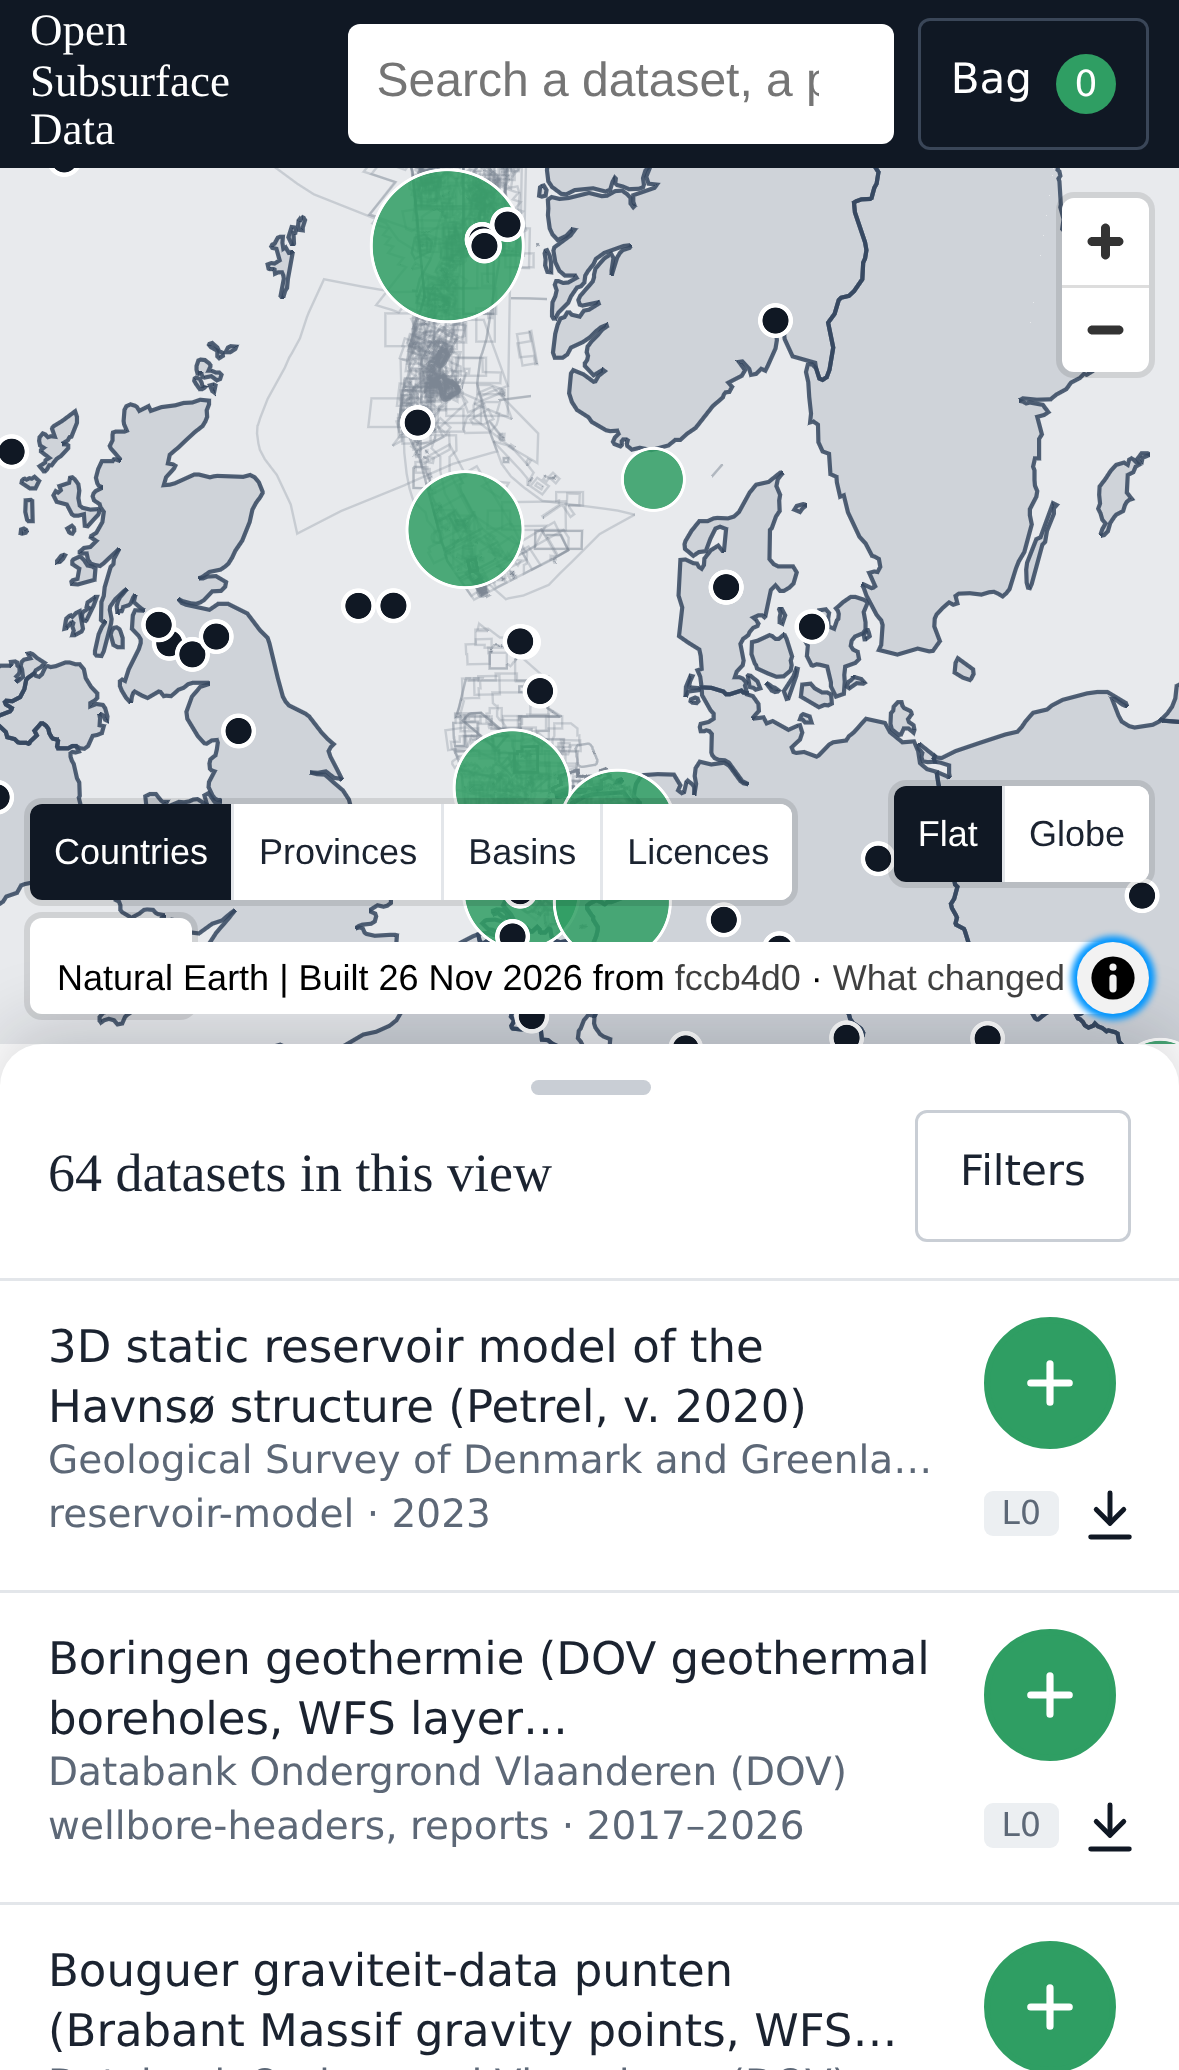 Open
Subsurface
Data
Search a dataset, a p
Bag 0
Countries Provinces Basins Licences
Flat Globe
Natural Earth | Built 26 Nov 2026 from fccb4d0 · What changed
64 datasets in this view
Filters
3D static reservoir model of the
Havnsø structure (Petrel, v. 2020)
Geological Survey of Denmark and Greenla...
reservoir-model · 2023
L0
Boringen geothermie (DOV geothermal
boreholes, WFS layer...
Databank Ondergrond Vlaanderen (DOV)
wellbore-headers, reports · 2017–2026
L0
Bouguer graviteit-data punten
(Brabant Massif gravity points, WFS...